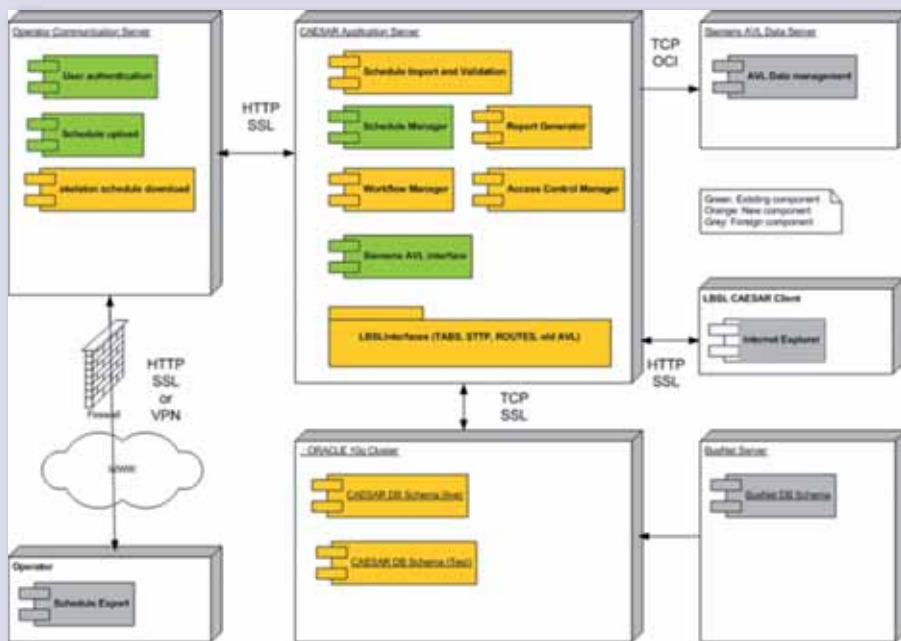 Operator Communication Server
User authentication
Schedule upload
skeleton schedule download
HTTP
SSL
CAESAR Application Server
Schedule Import and Validation
Schedule Manager
Report Generator
Workflow Manager
Access Control Manager
Siemens AVL interface
LBSLInterfaces (TABS, STTP, ROUTES, old AVL)
TCP
OCI
Siemens AVL Data Server
AVL Data management
Green: Existing component
Orange: New component
Grey: Foreign component
LBSL CAESAR Client
Internet Explorer
HTTP
SSL
Firewall
HTTP
SSL
or
VPN
www
TCP
SSL
: ORACLE 10g Cluster
CAESAR DB Schema (live)
CAESAR DB Schema (Test)
BusNet Server
BusNet DB Schema
Operator
Schedule Export